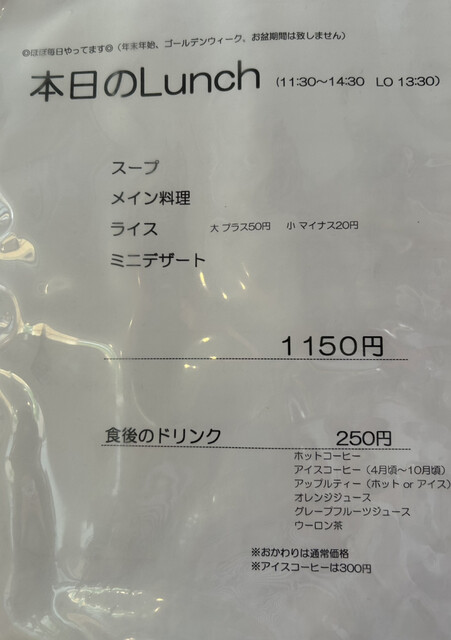 ◎ほぼ毎日やってます◎（年末年始、ゴールデンウィーク、お盆期間は致しません）
本日のLunch （11:30～14:30 LO 13:30）
スープ
メイン料理
ライス 大 プラス50円 小 マイナス20円
ミニデザート
1150円
食後のドリンク 250円
ホットコーヒー
アイスコーヒー（4月頃～10月頃）
アップルティー（ホット or アイス）
オレンジジュース
グレープフルーツジュース
ウーロン茶
※おかわりは通常価格
※アイスコーヒーは300円